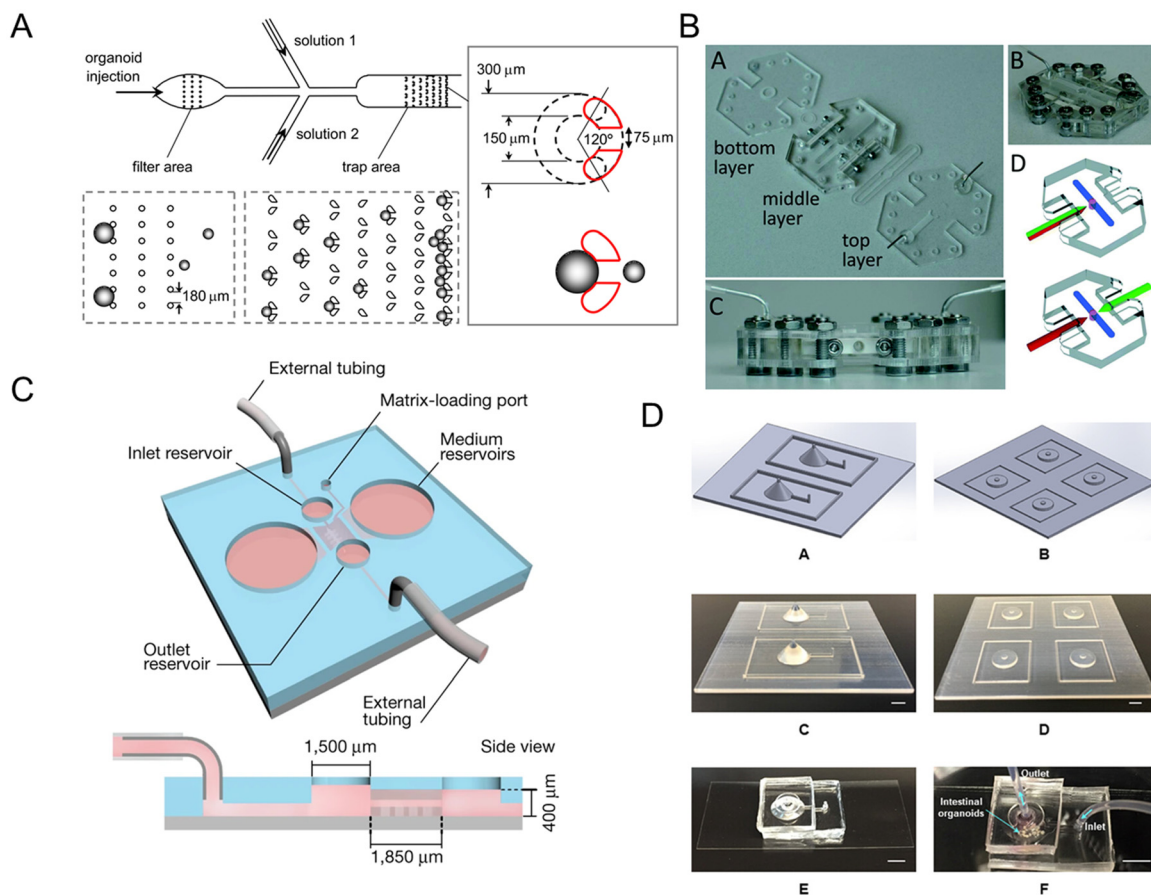 A
organoid
injection
solution 1
solution 2
filter area
trap area
300 μm
150 μm
120°
75 μm
180 μm
B
A
bottom
layer
middle
layer
top
layer
B
C
D
C
External tubing
Matrix-loading port
Inlet reservoir
Medium
reservoirs
Outlet
reservoir
External
tubing
1,500 μm
Side view
400 μm
1,850 μm
D
A
B
C
D
Outlet
Intestinal
organoids
Inlet
E
F